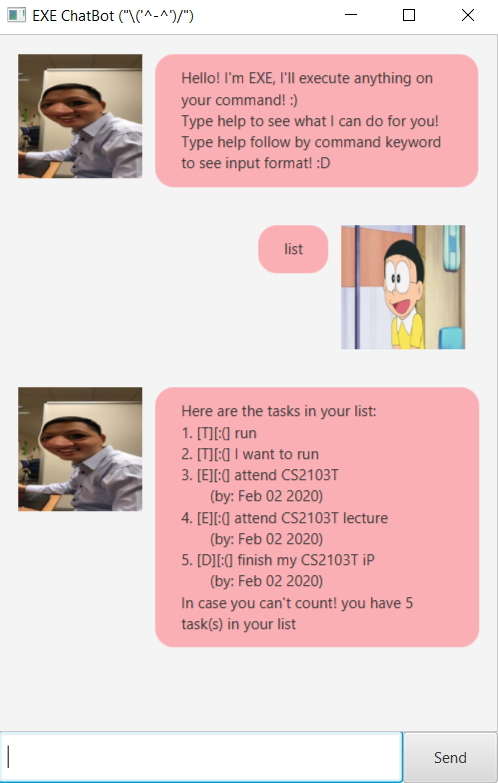 EXE ChatBot ("\('^-^')/")
Hello! I'm EXE, I'll execute anything on
your command! :)
Type help to see what I can do for you!
Type help follow by command keyword
to see input format! :D
list
Here are the tasks in your list:
1. [T][:(] run
2. [T][:(] I want to run
3. [E][:(] attend CS2103T
(by: Feb 02 2020)
4. [E][:(] attend CS2103T lecture
(by: Feb 02 2020)
5. [D][:(] finish my CS2103T iP
(by: Feb 02 2020)
In case you can't count! you have 5
task(s) in your list
Send